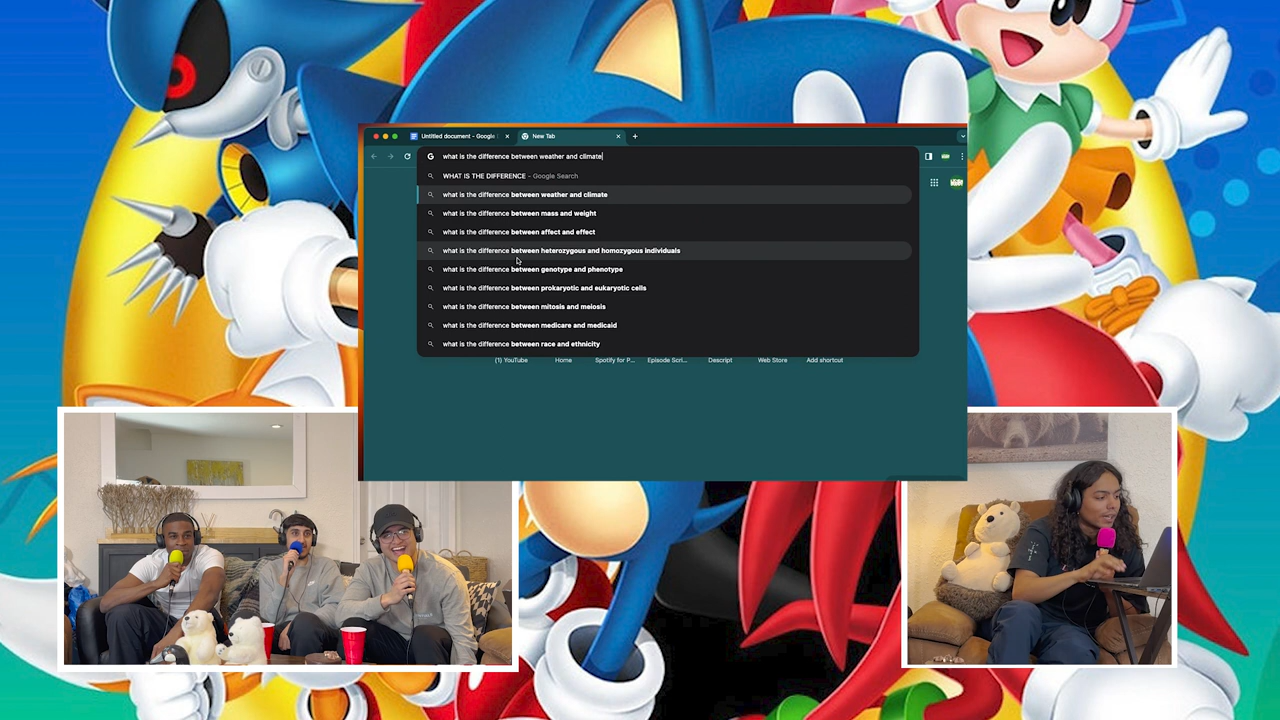 Untitled document - Google
New Tab
what is the difference between weather and climate
WHAT IS THE DIFFERENCE - Google Search
what is the difference between weather and climate
what is the difference between mass and weight
what is the difference between affect and effect
what is the difference between heterozygous and homozygous individuals
what is the difference between genotype and phenotype
what is the difference between prokaryotic and eukaryotic cells
what is the difference between mitosis and meiosis
what is the difference between medicare and medicaid
what is the difference between race and ethnicity
(1) YouTube
Home
Spotify for P...
Episode Scri...
Descript
Web Store
Add shortcut